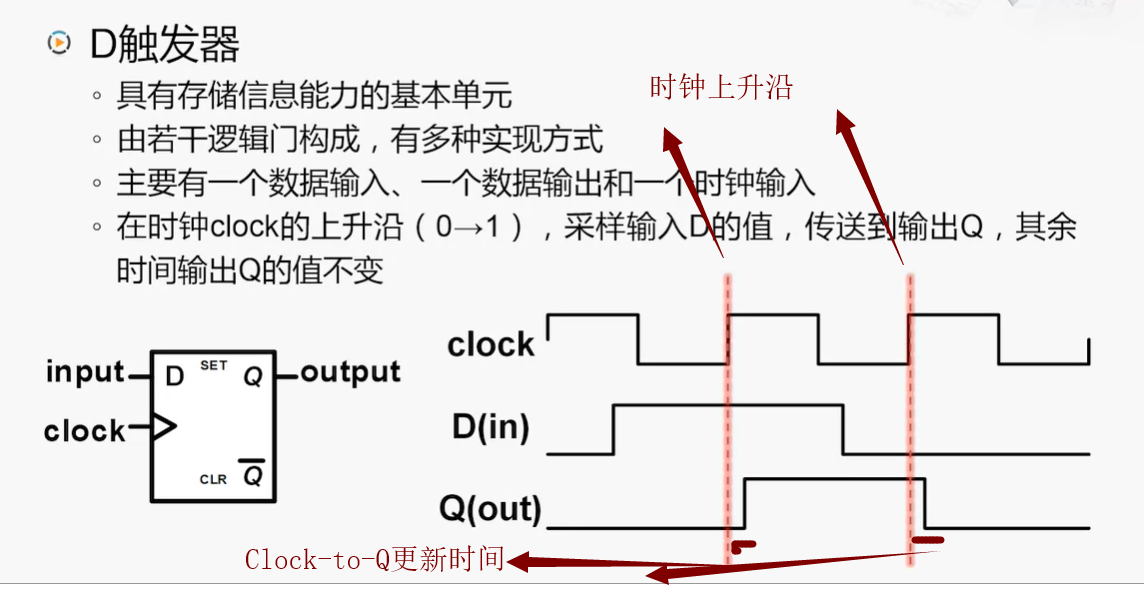 D触发器
时钟上升沿
具有存储信息能力的基本单元
由若干逻辑门构成，有多种实现方式
主要有一个数据输入、一个数据输出和一个时钟输入
在时钟clock的上升沿（0→1），采样输入D的值，传送到输出Q，其余
时间输出Q的值不变
input
D
SET
Q
output
clock
CLR
Q̅
clock
D(in)
Q(out)
Clock-to-Q更新时间